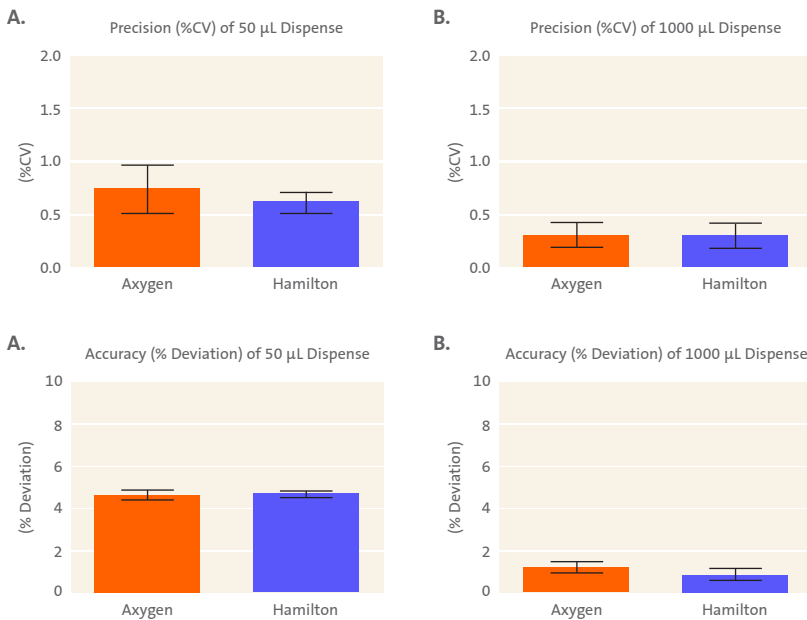 A.
Precision (%CV) of 50 µL Dispense
2.0
1.5
1.0
0.5
0.0
(%CV)
Axygen
Hamilton
B.
Precision (%CV) of 1000 µL Dispense
2.0
1.5
1.0
0.5
0.0
(%CV)
Axygen
Hamilton
A.
Accuracy (% Deviation) of 50 µL Dispense
10
8
6
4
2
0
(% Deviation)
Axygen
Hamilton
B.
Accuracy (% Deviation) of 1000 µL Dispense
10
8
6
4
2
0
(% Deviation)
Axygen
Hamilton